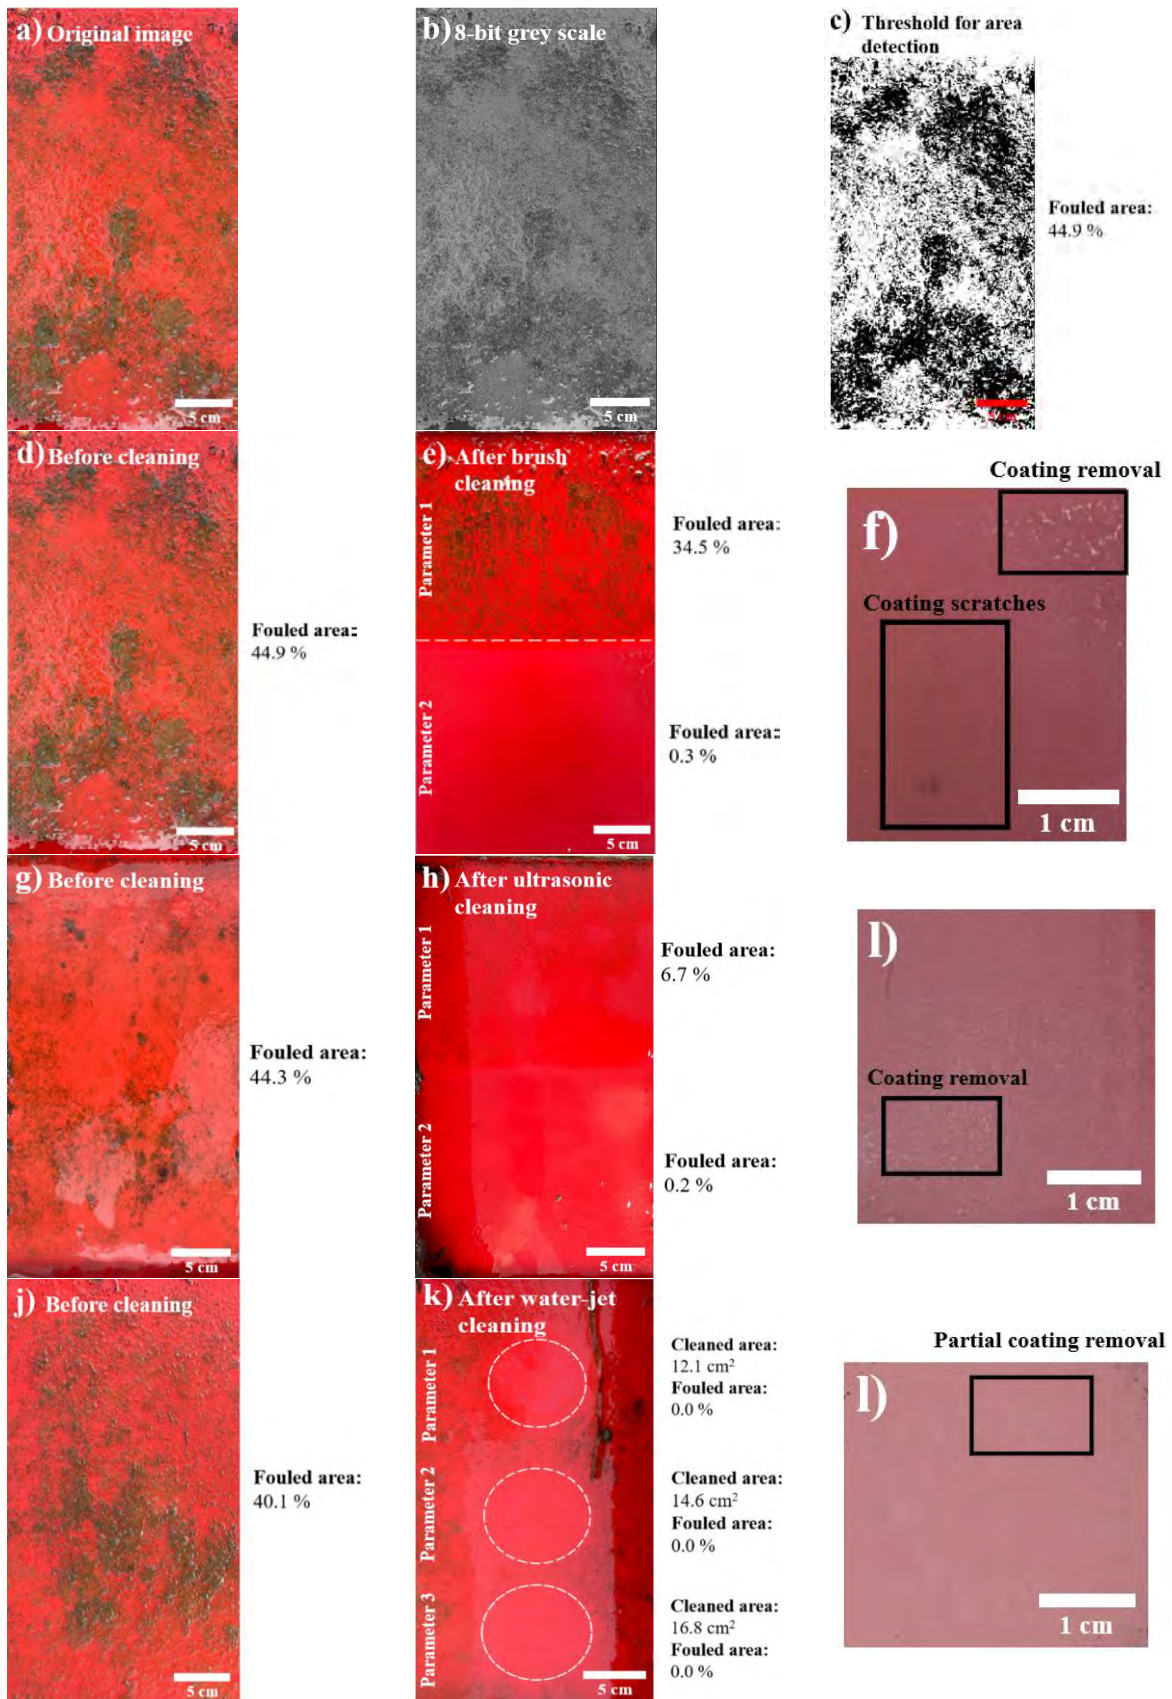 a) Original image
5 cm
b) 8-bit grey scale
5 cm
c) Threshold for area
detection
5 cm
Fouled area:
44.9 %
d) Before cleaning
5 cm
Fouled area:
44.9 %
e) After brush
cleaning
Parameter 1
Parameter 2
5 cm
Fouled area:
34.5 %
Fouled area:
0.3 %
Coating removal
f)
Coating scratches
1 cm
g) Before cleaning
5 cm
Fouled area:
44.3 %
h) After ultrasonic
cleaning
Parameter 1
Parameter 2
5 cm
Fouled area:
6.7 %
Fouled area:
0.2 %
l)
Coating removal
1 cm
j) Before cleaning
5 cm
Fouled area:
40.1 %
k) After water-jet
cleaning
Parameter 1
Parameter 2
Parameter 3
5 cm
Cleaned area:
12.1 cm²
Fouled area:
0.0 %
Cleaned area:
14.6 cm²
Fouled area:
0.0 %
Cleaned area:
16.8 cm²
Fouled area:
0.0 %
Partial coating removal
l)
1 cm